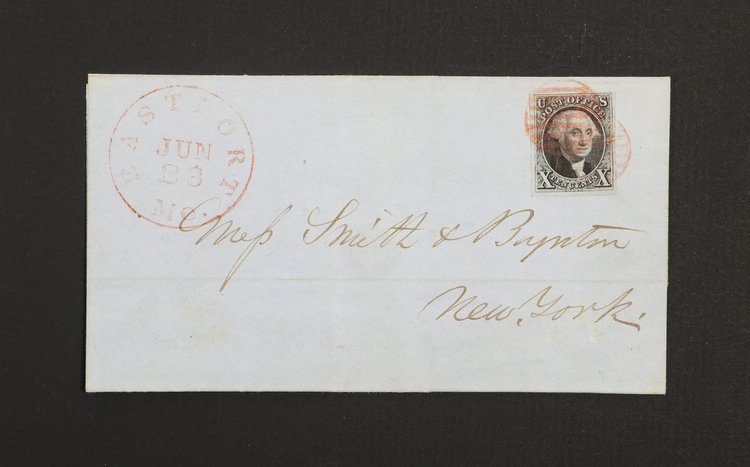 EASTPORT
JUN
23
ME.
U S
POST OFFICE
X TEN CENTS X
Mess Smith & Boynton
New York.